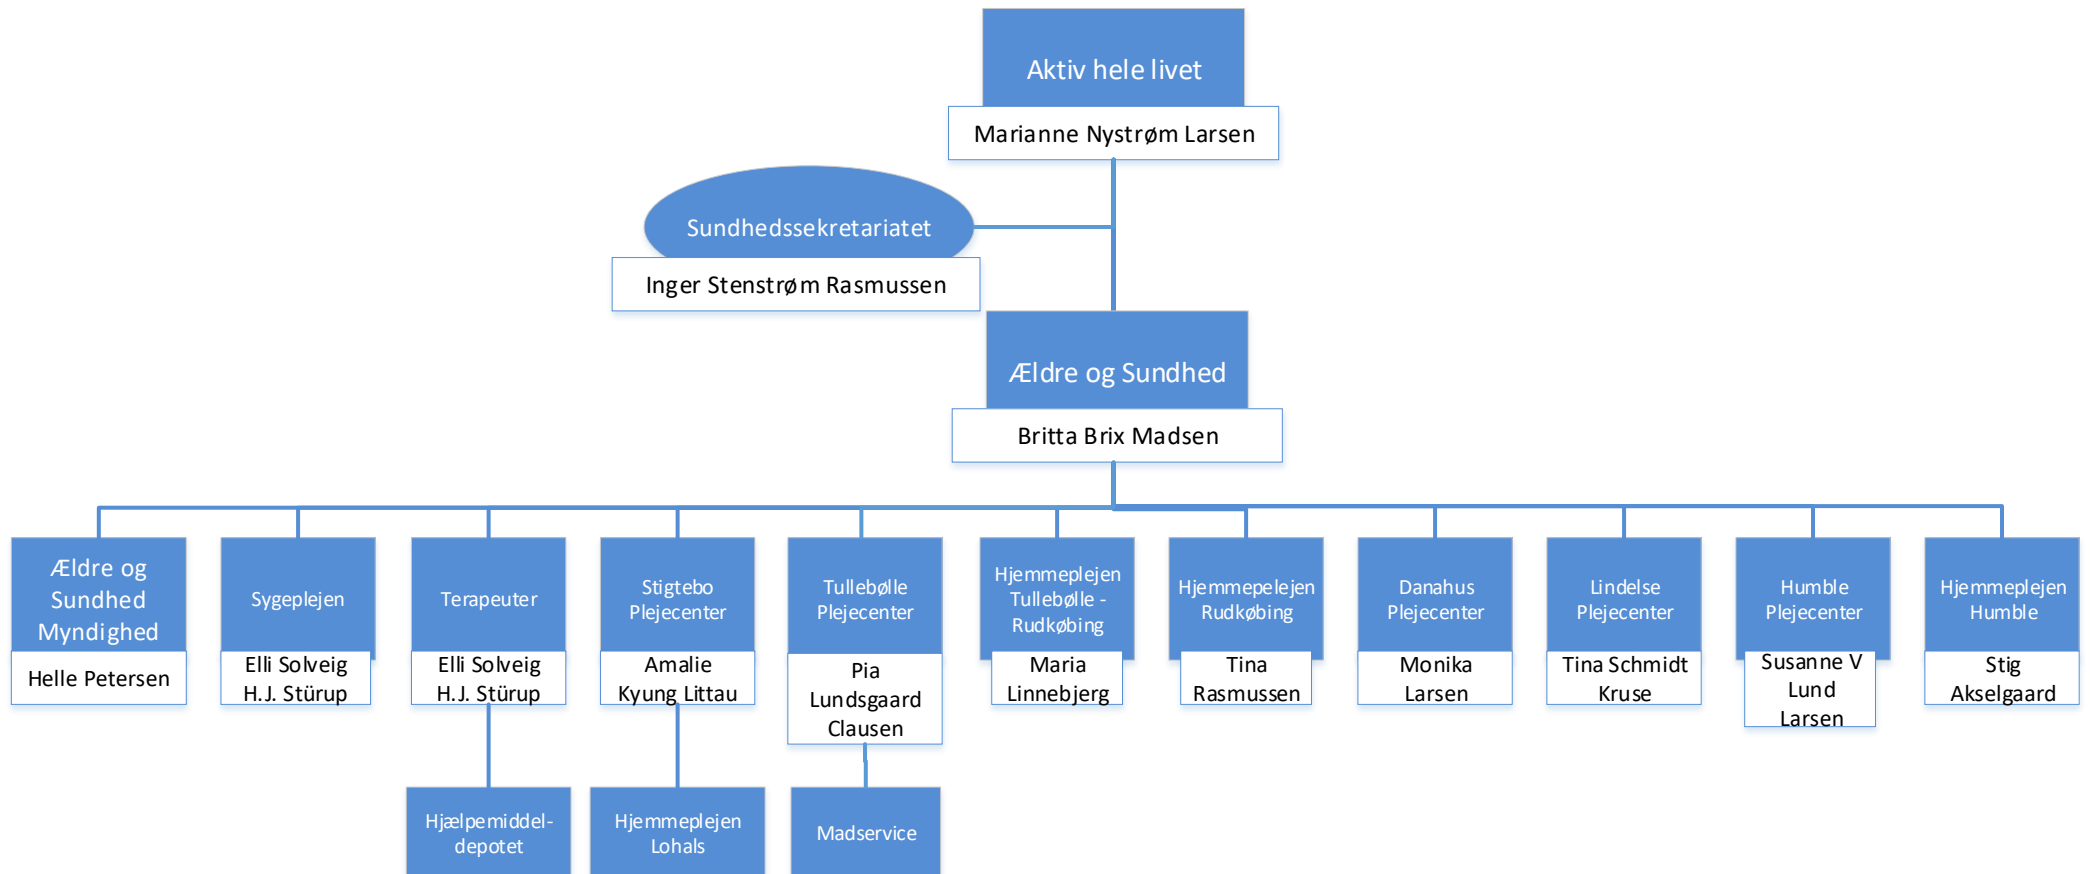 Aktiv hele livet
Marianne Nystrøm Larsen
Sundhedssekretariatet
Inger Stenstrøm Rasmussen
Ældre og Sundhed
Britta Brix Madsen
Ældre og
Sundhed
Myndighed
Helle Petersen
Sygeplejen
Elli Solveig
H.J. Stürup
Terapeuter
Elli Solveig
H.J. Stürup
Stigtebo
Plejecenter
Amalie
Kyung Littau
Tullebølle
Plejecenter
Pia
Lundsgaard
Clausen
Hjemmeplejen
Tullebølle -
Rudkøbing
Maria
Linnebjerg
Hjemmepelejen
Rudkøbing
Tina
Rasmussen
Danahus
Plejecenter
Monika
Larsen
Lindelse
Plejecenter
Tina Schmidt
Kruse
Humble
Plejecenter
Susanne V
Lund
Larsen
Hjemmeplejen
Humble
Stig
Akselgaard
Hjælpemiddel-
depotet
Hjemmeplejen
Lohals
Madservice